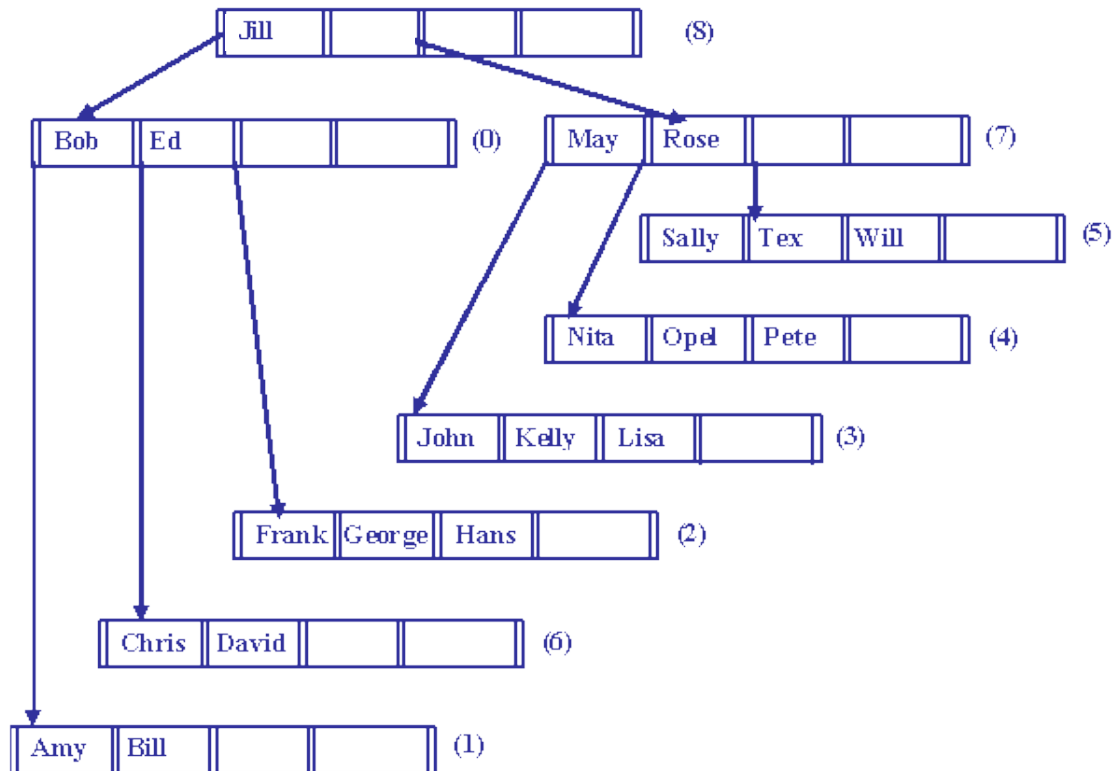 Jill (8)
Bob Ed (0) May Rose (7)
Sally Tex Will (5)
Nita Opel Pete (4)
John Kelly Lisa (3)
Frank George Hans (2)
Chris David (6)
Amy Bill (1)